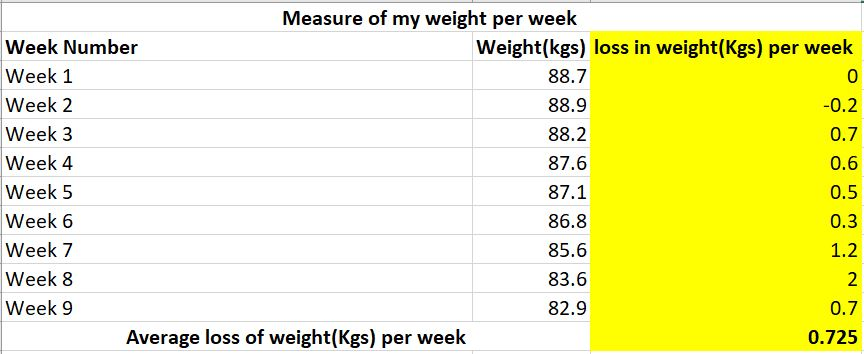 Measure of my weight per week
Week Number Weight(kgs) loss in weight(Kgs) per week
Week 1 88.7 0
Week 2 88.9 -0.2
Week 3 88.2 0.7
Week 4 87.6 0.6
Week 5 87.1 0.5
Week 6 86.8 0.3
Week 7 85.6 1.2
Week 8 83.6 2
Week 9 82.9 0.7
Average loss of weight(Kgs) per week 0.725